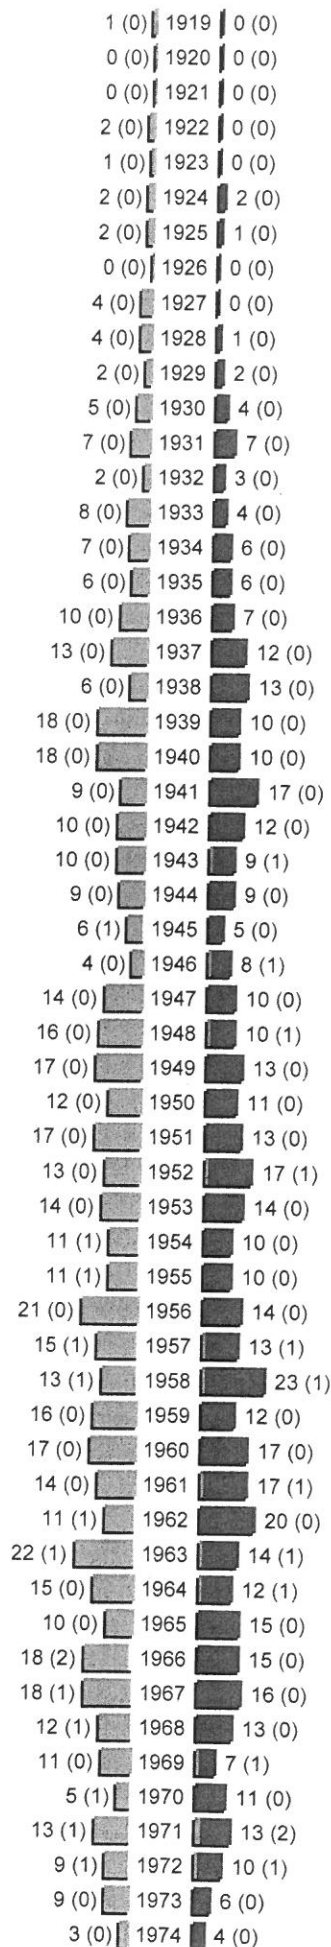 1 (0) 1919 0 (0)
0 (0) 1920 0 (0)
0 (0) 1921 0 (0)
2 (0) 1922 0 (0)
1 (0) 1923 0 (0)
2 (0) 1924 2 (0)
2 (0) 1925 1 (0)
0 (0) 1926 0 (0)
4 (0) 1927 0 (0)
4 (0) 1928 1 (0)
2 (0) 1929 2 (0)
5 (0) 1930 4 (0)
7 (0) 1931 7 (0)
2 (0) 1932 3 (0)
8 (0) 1933 4 (0)
7 (0) 1934 6 (0)
6 (0) 1935 6 (0)
10 (0) 1936 7 (0)
13 (0) 1937 12 (0)
6 (0) 1938 13 (0)
18 (0) 1939 10 (0)
18 (0) 1940 10 (0)
9 (0) 1941 17 (0)
10 (0) 1942 12 (0)
10 (0) 1943 9 (1)
9 (0) 1944 9 (0)
6 (1) 1945 5 (0)
4 (0) 1946 8 (1)
14 (0) 1947 10 (0)
16 (0) 1948 10 (1)
17 (0) 1949 13 (0)
12 (0) 1950 11 (0)
17 (0) 1951 13 (0)
13 (0) 1952 17 (1)
14 (0) 1953 14 (0)
11 (1) 1954 10 (0)
11 (1) 1955 10 (0)
21 (0) 1956 14 (0)
15 (1) 1957 13 (1)
13 (1) 1958 23 (1)
16 (0) 1959 12 (0)
17 (0) 1960 17 (0)
14 (0) 1961 17 (1)
11 (1) 1962 20 (0)
22 (1) 1963 14 (1)
15 (0) 1964 12 (1)
10 (0) 1965 15 (0)
18 (2) 1966 15 (0)
18 (1) 1967 16 (0)
12 (1) 1968 13 (0)
11 (0) 1969 7 (1)
5 (1) 1970 11 (0)
13 (1) 1971 13 (2)
9 (1) 1972 10 (1)
9 (0) 1973 6 (0)
3 (0) 1974 4 (0)